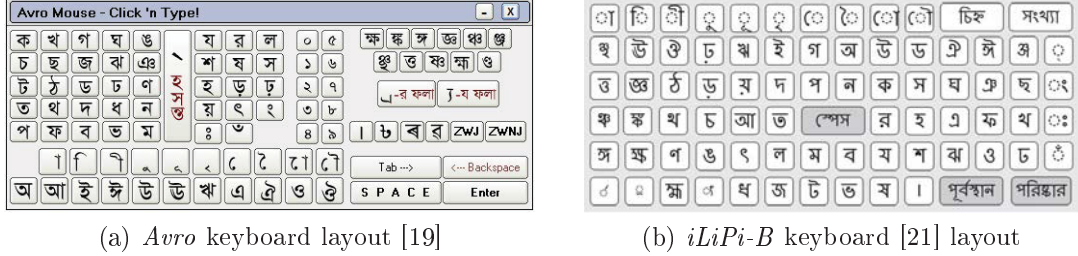 Avro Mouse - Click 'n Type!
ক খ গ ঘ ঙ
চ ছ জ ঝ ঞ
ট ঠ ড ঢ ণ
ত থ দ ধ ন
প ফ ব ভ ম
হসন্ত
য র ল
শ ষ স
হ ড় ঢ়
য় ৎ ং
ঃ ঁ
০ ৫
১ ৬
২ ৭
৩ ৮
৪ ৯
ক্ষ ঙ্ক ঙ্গ জ্ঞ ঞ্চ ঞ্জ
ঞ্ছ ত্ত ষ্ণ হ্ম ণ্ড
্র-র ফলা ্য-য ফলা
। ৳ ৰ ৱ ZWJ ZWNJ
া ি ী ু ূ ৃ ে ৈ ো ৌ
Tab ---> <--- Backspace
অ আ ই ঈ উ ঊ ঋ এ ঐ ও ঔ
SPACE Enter
(a) Avro keyboard layout [19]
া ি ী ু ূ ৃ ে ৈ ো ৌ চিহ্ন সংখ্যা
ঞ্ছ ঊ ঔ ঢ় ঋ ই গ অ উ ড ঐ ঈ ঞ্জ ্
ত্ত জ্ঞ ঠ ড় য় দ প ন ক স ঘ ঞ ছ ং
ঞ্চ ঙ্ক থ চ আ ত স্পেস র হ এ ফ খ ঃ
ঙ্গ ক্ষ ণ ঙ ৎ ল ম ব য শ ঝ ও ঢ ঁ
হ্ম ধ জ ট ভ ষ । পূর্বস্থান পরিষ্কার
(b) iLiPi-B keyboard [21] layout